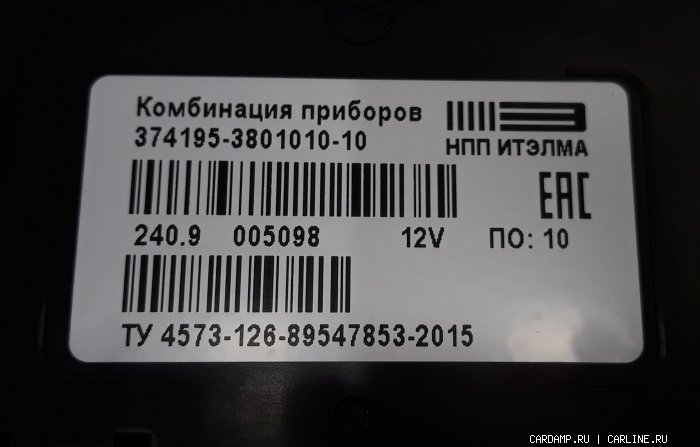 Комбинация приборов
374195-3801010-10
НПП ИТЭЛМА
ЕАС
240.9 005098 12V ПО: 10
ТУ 4573-126-89547853-2015
CARDAMP.RU | CARLINE.RU